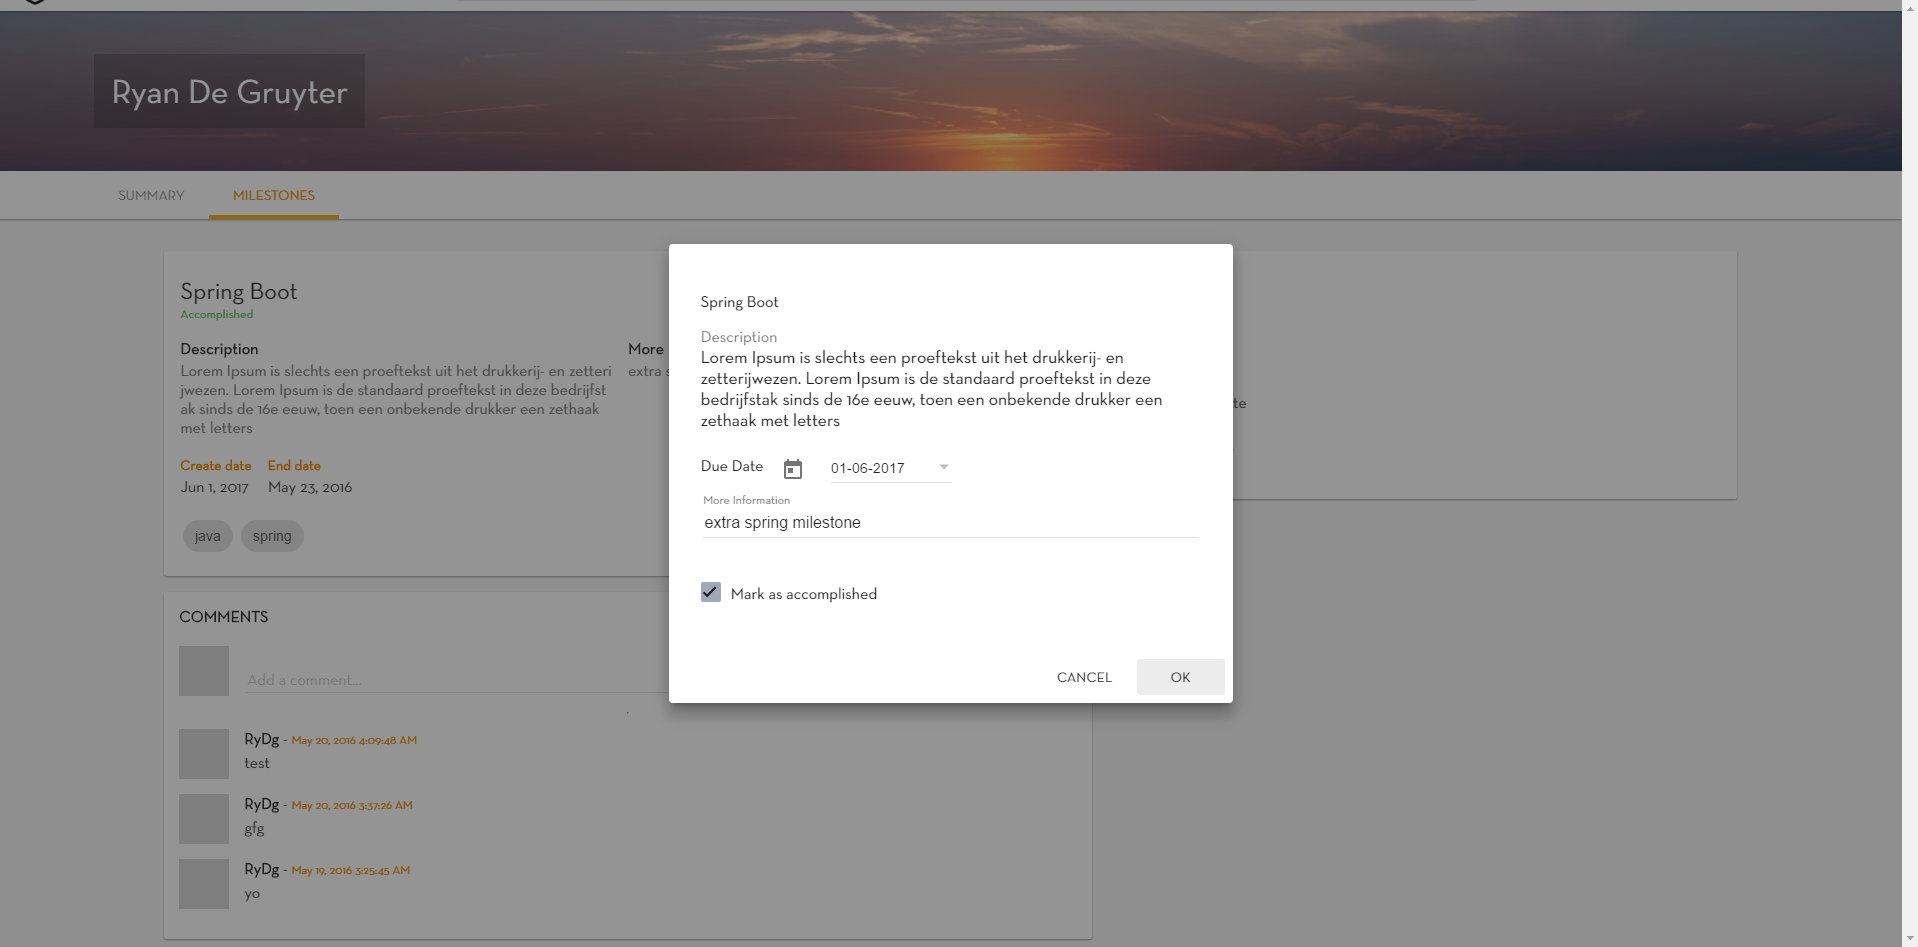 Ryan De Gruyter
SUMMARY
MILESTONES
Spring Boot
Accomplished
Description
Lorem Ipsum is slechts een proeftekst uit het drukkerij- en zetteri
jwezen. Lorem Ipsum is de standaard proeftekst in deze bedrijfst
ak sinds de 16e eeuw, toen een onbekende drukker een zethaak
met letters
More
extra s
Create date End date
Jun 1, 2017 May 23, 2016
java
spring
COMMENTS
Add a comment...
RyDg - May 20, 2016 4:09:48 AM
test
RyDg - May 20, 2016 3:37:26 AM
gfg
RyDg - May 19, 2016 3:25:45 AM
yo
Spring Boot
Description
Lorem Ipsum is slechts een proeftekst uit het drukkerij- en
zetterijwezen. Lorem Ipsum is de standaard proeftekst in deze
bedrijfstak sinds de 16e eeuw, toen een onbekende drukker een
zethaak met letters
Due Date 01-06-2017
More Information
extra spring milestone
Mark as accomplished
CANCEL
OK
te